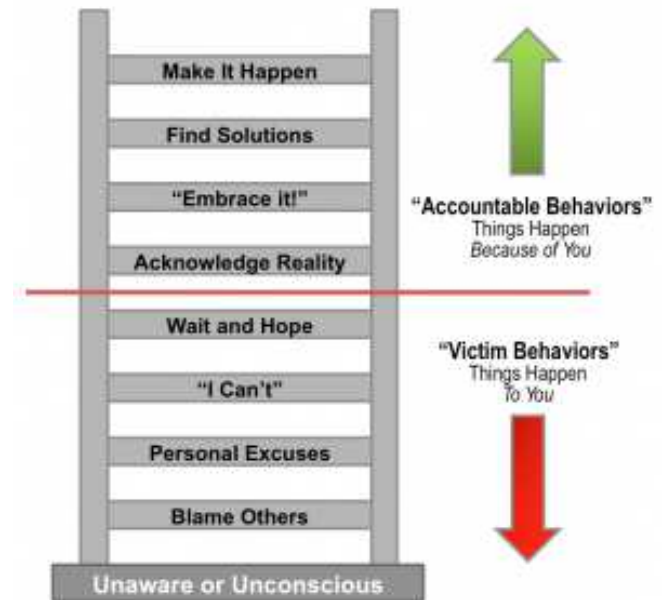 Make It Happen
Find Solutions
“Embrace it!”
Acknowledge Reality
Wait and Hope
“I Can’t”
Personal Excuses
Blame Others
Unaware or Unconscious
“Accountable Behaviors”
Things Happen
Because of You
“Victim Behaviors”
Things Happen
To You